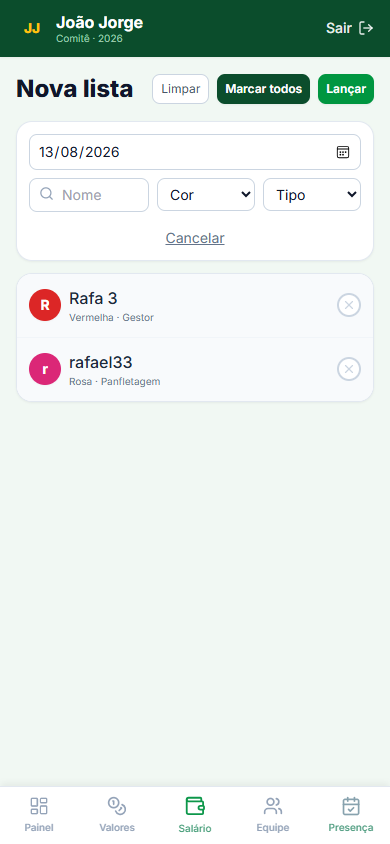 JJ
João Jorge
Comitê · 2026
Sair
Nova lista
Limpar
Marcar todos
Lançar
13/08/2026
Nome
Cor
Tipo
Cancelar
R
Rafa 3
Vermelha · Gestor
r
rafael33
Rosa · Panfletagem
Painel
Valores
Salário
Equipe
Presença